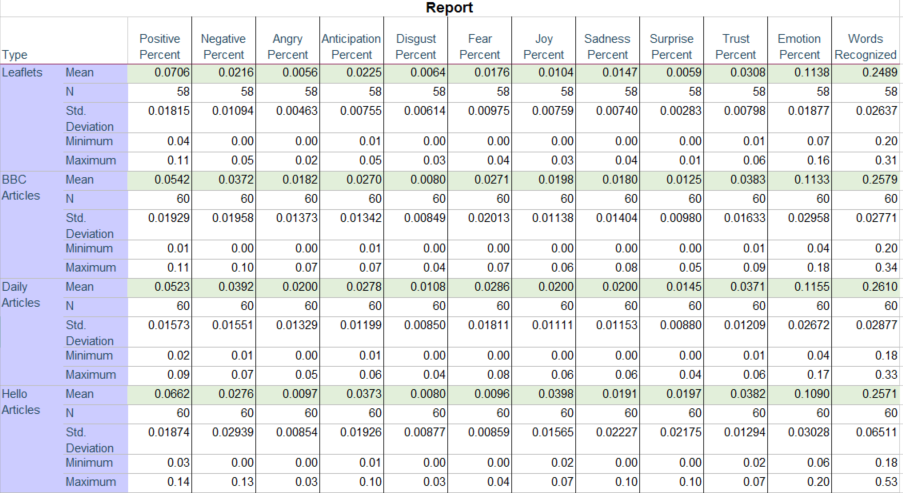 Report
Type Positive Percent Negative Percent Angry Percent Anticipation Percent Disgust Percent Fear Percent Joy Percent Sadness Percent Surprise Percent Trust Percent Emotion Percent Words Recognized
Leaflets Mean 0.0706 0.0216 0.0056 0.0225 0.0064 0.0176 0.0104 0.0147 0.0059 0.0308 0.1138 0.2489
N 58 58 58 58 58 58 58 58 58 58 58 58
Std. Deviation 0.01815 0.01094 0.00463 0.00755 0.00614 0.00975 0.00759 0.00740 0.00283 0.00798 0.01877 0.02637
Minimum 0.04 0.00 0.00 0.01 0.00 0.00 0.00 0.00 0.00 0.01 0.07 0.20
Maximum 0.11 0.05 0.02 0.05 0.03 0.04 0.03 0.04 0.01 0.06 0.16 0.31
BBC Articles Mean 0.0542 0.0372 0.0182 0.0270 0.0080 0.0271 0.0198 0.0180 0.0125 0.0383 0.1133 0.2579
N 60 60 60 60 60 60 60 60 60 60 60 60
Std. Deviation 0.01929 0.01958 0.01373 0.01342 0.00849 0.02013 0.01138 0.01404 0.00980 0.01633 0.02958 0.02771
Minimum 0.01 0.00 0.00 0.01 0.00 0.00 0.00 0.00 0.00 0.01 0.04 0.20
Maximum 0.11 0.10 0.07 0.07 0.04 0.07 0.06 0.08 0.05 0.09 0.18 0.34
Daily Articles Mean 0.0523 0.0392 0.0200 0.0278 0.0108 0.0286 0.0200 0.0200 0.0145 0.0371 0.1155 0.2610
N 60 60 60 60 60 60 60 60 60 60 60 60
Std. Deviation 0.01573 0.01551 0.01329 0.01199 0.00850 0.01811 0.01111 0.01153 0.00880 0.01209 0.02672 0.02877
Minimum 0.02 0.01 0.00 0.01 0.00 0.00 0.00 0.00 0.00 0.01 0.04 0.18
Maximum 0.09 0.07 0.05 0.06 0.04 0.08 0.06 0.06 0.04 0.06 0.17 0.33
Hello Articles Mean 0.0662 0.0276 0.0097 0.0373 0.0080 0.0096 0.0398 0.0191 0.0197 0.0382 0.1090 0.2571
N 60 60 60 60 60 60 60 60 60 60 60 60
Std. Deviation 0.01874 0.02939 0.00854 0.01926 0.00877 0.00859 0.01565 0.02227 0.02175 0.01294 0.03028 0.06511
Minimum 0.03 0.00 0.00 0.01 0.00 0.00 0.02 0.00 0.00 0.02 0.06 0.18
Maximum 0.14 0.13 0.03 0.10 0.03 0.04 0.07 0.10 0.10 0.07 0.20 0.53